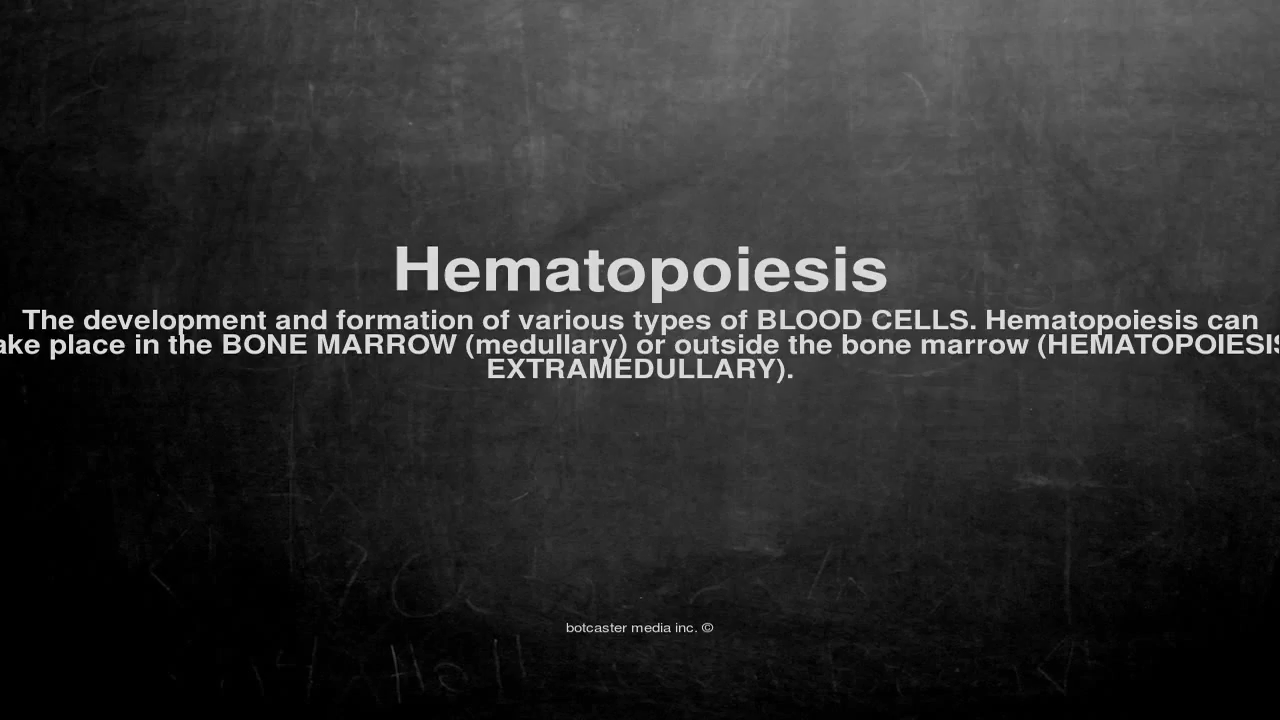 Hematopoiesis
The development and formation of various types of BLOOD CELLS. Hematopoiesis can
ake place in the BONE MARROW (medullary) or outside the bone marrow (HEMATOPOIESIS
EXTRAMEDULLARY).
botcaster media inc. ©